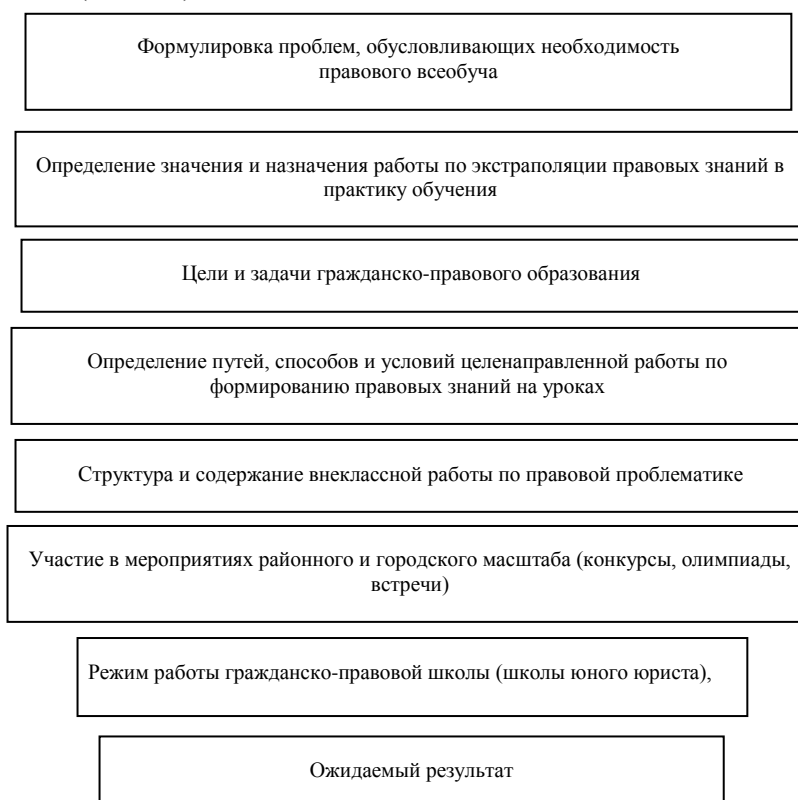 Формулировка проблем, обусловливающих необходимость
правового всеобуча
Определение значения и назначения работы по экстраполяции правовых знаний в
практику обучения
Цели и задачи гражданско-правового образования
Определение путей, способов и условий целенаправленной работы по
формированию правовых знаний на уроках
Структура и содержание внеклассной работы по правовой проблематике
Участие в мероприятиях районного и городского масштаба (конкурсы, олимпиады,
встречи)
Режим работы гражданско-правовой школы (школы юного юриста),
Ожидаемый результат